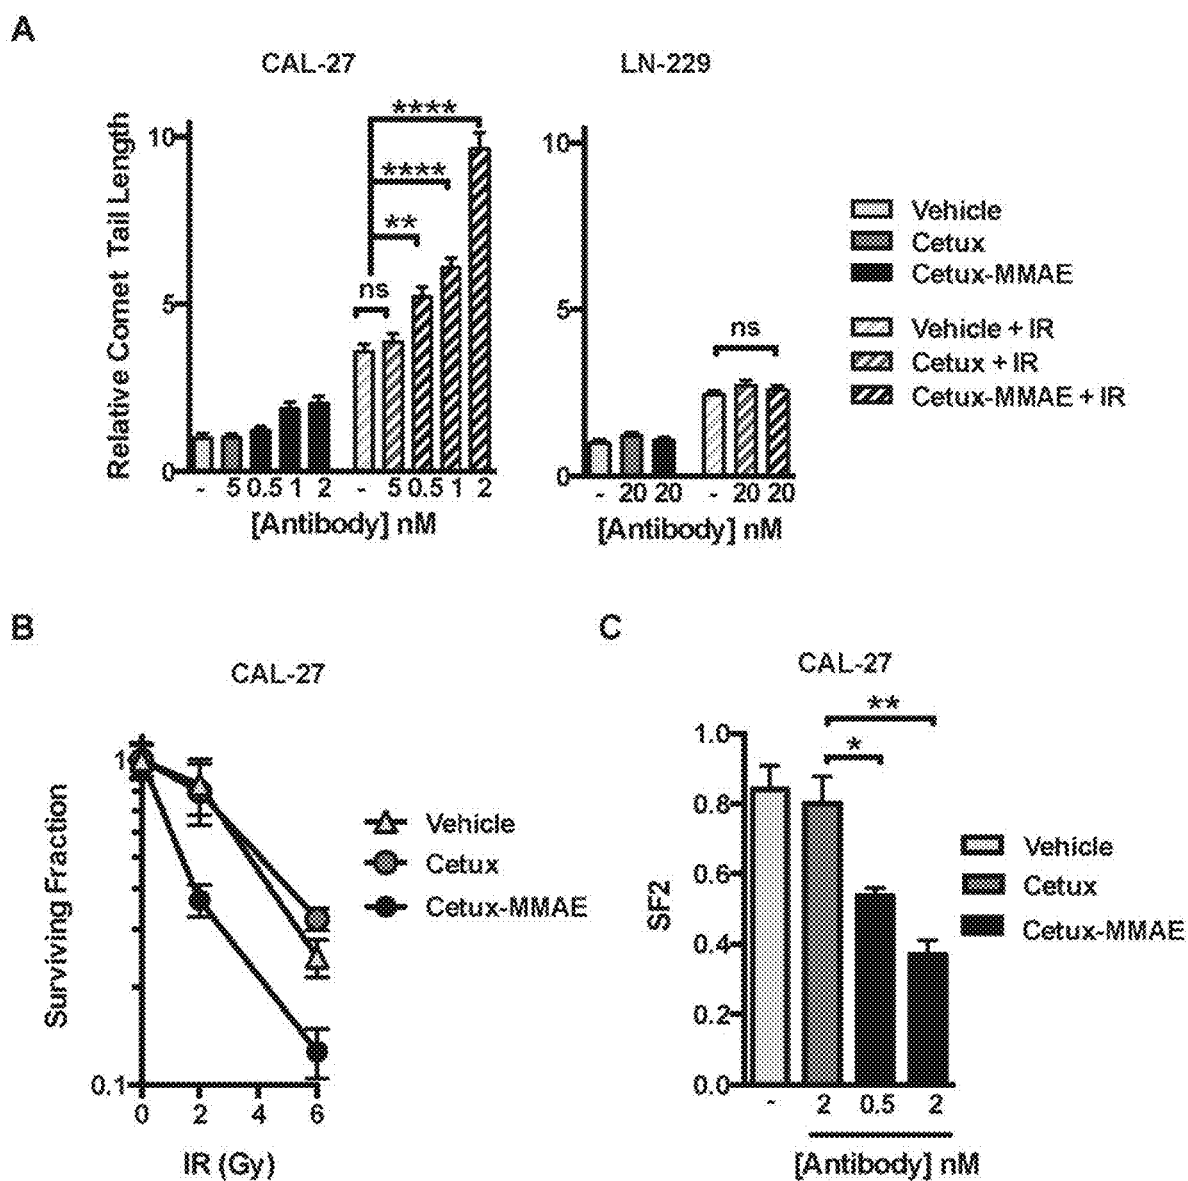 A
CAL-27
LN-229
Relative Comet Tail Length
10
5
0
****
****
**
ns
- 5 0.5 1 2 - 5 0.5 1 2
[Antibody] nM
10
5
0
ns
- 20 20 - 20 20
[Antibody] nM
Vehicle
Cetux
Cetux-MMAE
Vehicle + IR
Cetux + IR
Cetux-MMAE + IR
B
CAL-27
Surviving Fraction
1
0.1
0 2 4 6
IR (Gy)
Vehicle
Cetux
Cetux-MMAE
C
CAL-27
SF2
1.0
0.8
0.6
0.4
0.2
0.0
**
*
- 2 0.5 2
[Antibody] nM
Vehicle
Cetux
Cetux-MMAE